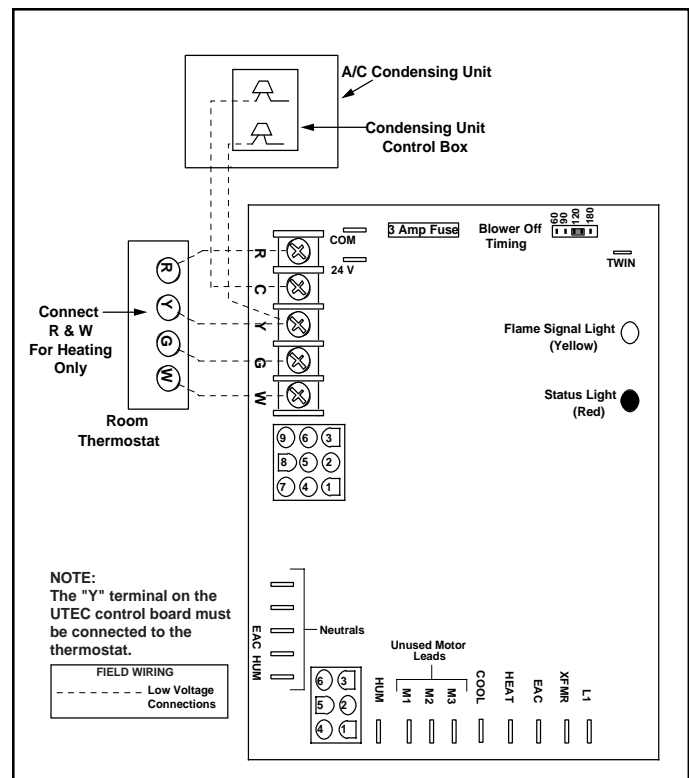 A/C Condensing Unit
Condensing Unit
Control Box
60
90
120
180
3 Amp Fuse
Blower Off
Timing
COM
24 V
TWIN
R
C
Y
G
W
R
Y
G
W
Connect
R & W
For Heating
Only
Room
Thermostat
Flame Signal Light
(Yellow)
Status Light
(Red)
9 6 3
8 5 2
7 4 1
NOTE:
The "Y" terminal on the
UTEC control board must
be connected to the
thermostat.
FIELD WIRING
Low Voltage
Connections
EAC HUM
Neutrals
Unused Motor
Leads
6 3
5 2
4 1
HUM
M1
M2
M3
COOL
HEAT
EAC
XFMR
L1